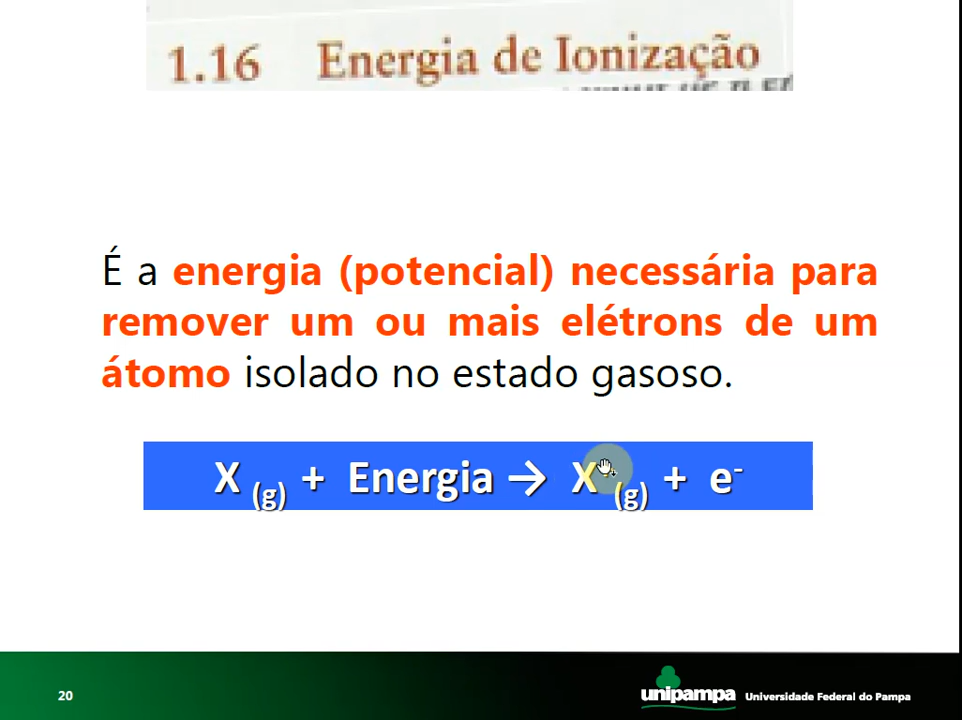 1.16 Energia de Ionização
É a energia (potencial) necessária para
remover um ou mais elétrons de um
átomo isolado no estado gasoso.
X (g) + Energia → X (g) + e-
20
unipampa Universidade Federal do Pampa